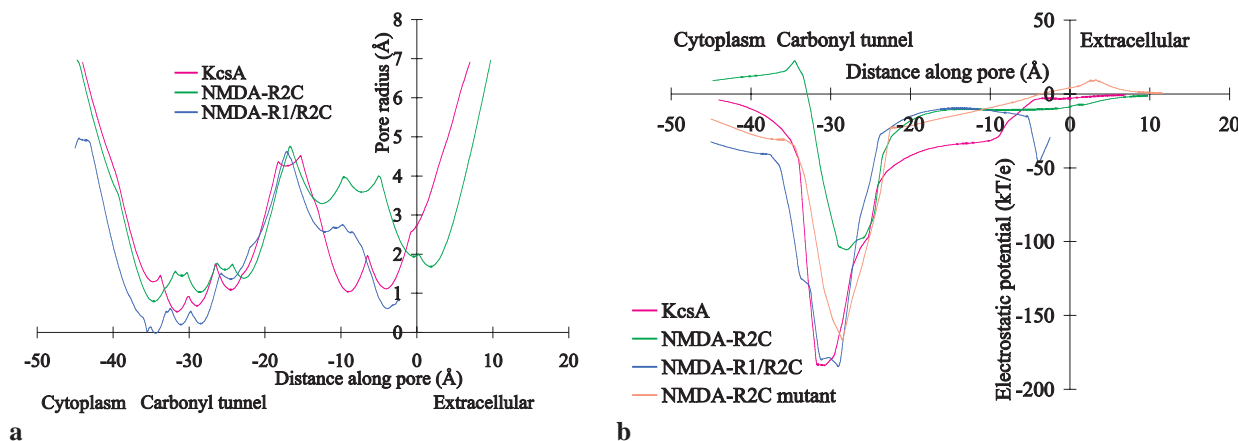 8
7
6
5
4
3
2
1
0
Pore radius (Å)
KcsA
NMDA-R2C
NMDA-R1/R2C
-50
-40
-30
-20
-10
0
10
20
Distance along pore (Å)
Cytoplasm
Carbonyl tunnel
Extracellular
a
50
0
-50
-100
-150
-200
Cytoplasm
Carbonyl tunnel
Extracellular
Distance along pore (Å)
-50
-40
-30
-20
-10
0
10
20
Electrostatic potential (kT/e)
KcsA
NMDA-R2C
NMDA-R1/R2C
NMDA-R2C mutant
b